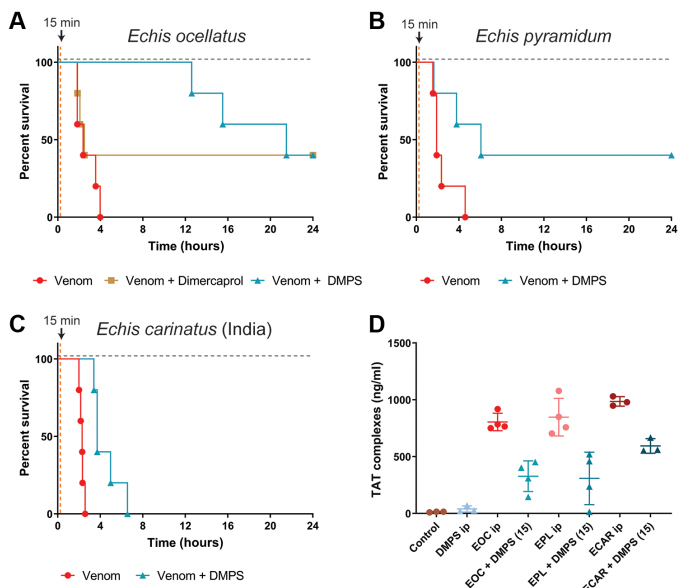 A
15 min
Echis ocellatus
100
50
0
Percent survival
0 4 8 12 16 20 24
Time (hours)
Venom Venom + Dimercaprol Venom + DMPS
B
15 min
Echis pyramidum
100
50
0
Percent survival
0 4 8 12 16 20 24
Time (hours)
Venom Venom + DMPS
C
15 min
Echis carinatus (India)
100
50
0
Percent survival
0 4 8 12 16 20 24
Time (hours)
Venom Venom + DMPS
D
1500
1000
500
0
TAT complexes (ng/ml)
Control
DMPS ip
EOC ip
EOC + DMPS (15)
EPL ip
EPL + DMPS (15)
ECAR ip
ECAR + DMPS (15)